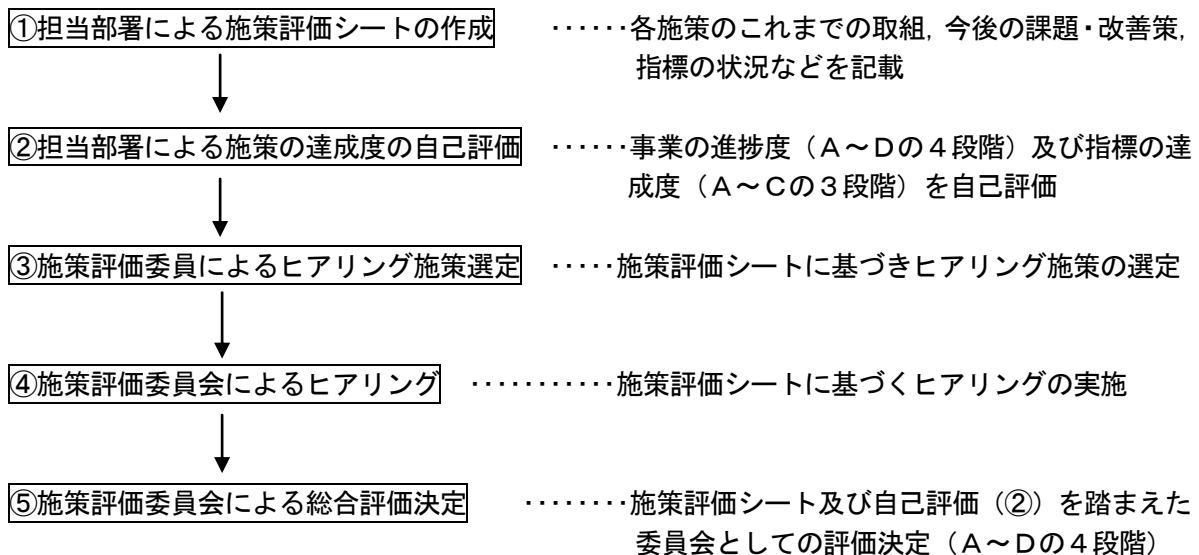 ①担当部署による施策評価シートの作成 ······各施策のこれまでの取組，今後の課題・改善策，
指標の状況などを記載
②担当部署による施策の達成度の自己評価 ······事業の進捗度（Ａ～Ｄの４段階）及び指標の達
成度（Ａ～Ｃの３段階）を自己評価
③施策評価委員によるヒアリング施策選定 ·····施策評価シートに基づきヒアリング施策の選定
④施策評価委員会によるヒアリング ···········施策評価シートに基づくヒアリングの実施
⑤施策評価委員会による総合評価決定 ········施策評価シート及び自己評価（②）を踏まえた
委員会としての評価決定（Ａ～Ｄの４段階）